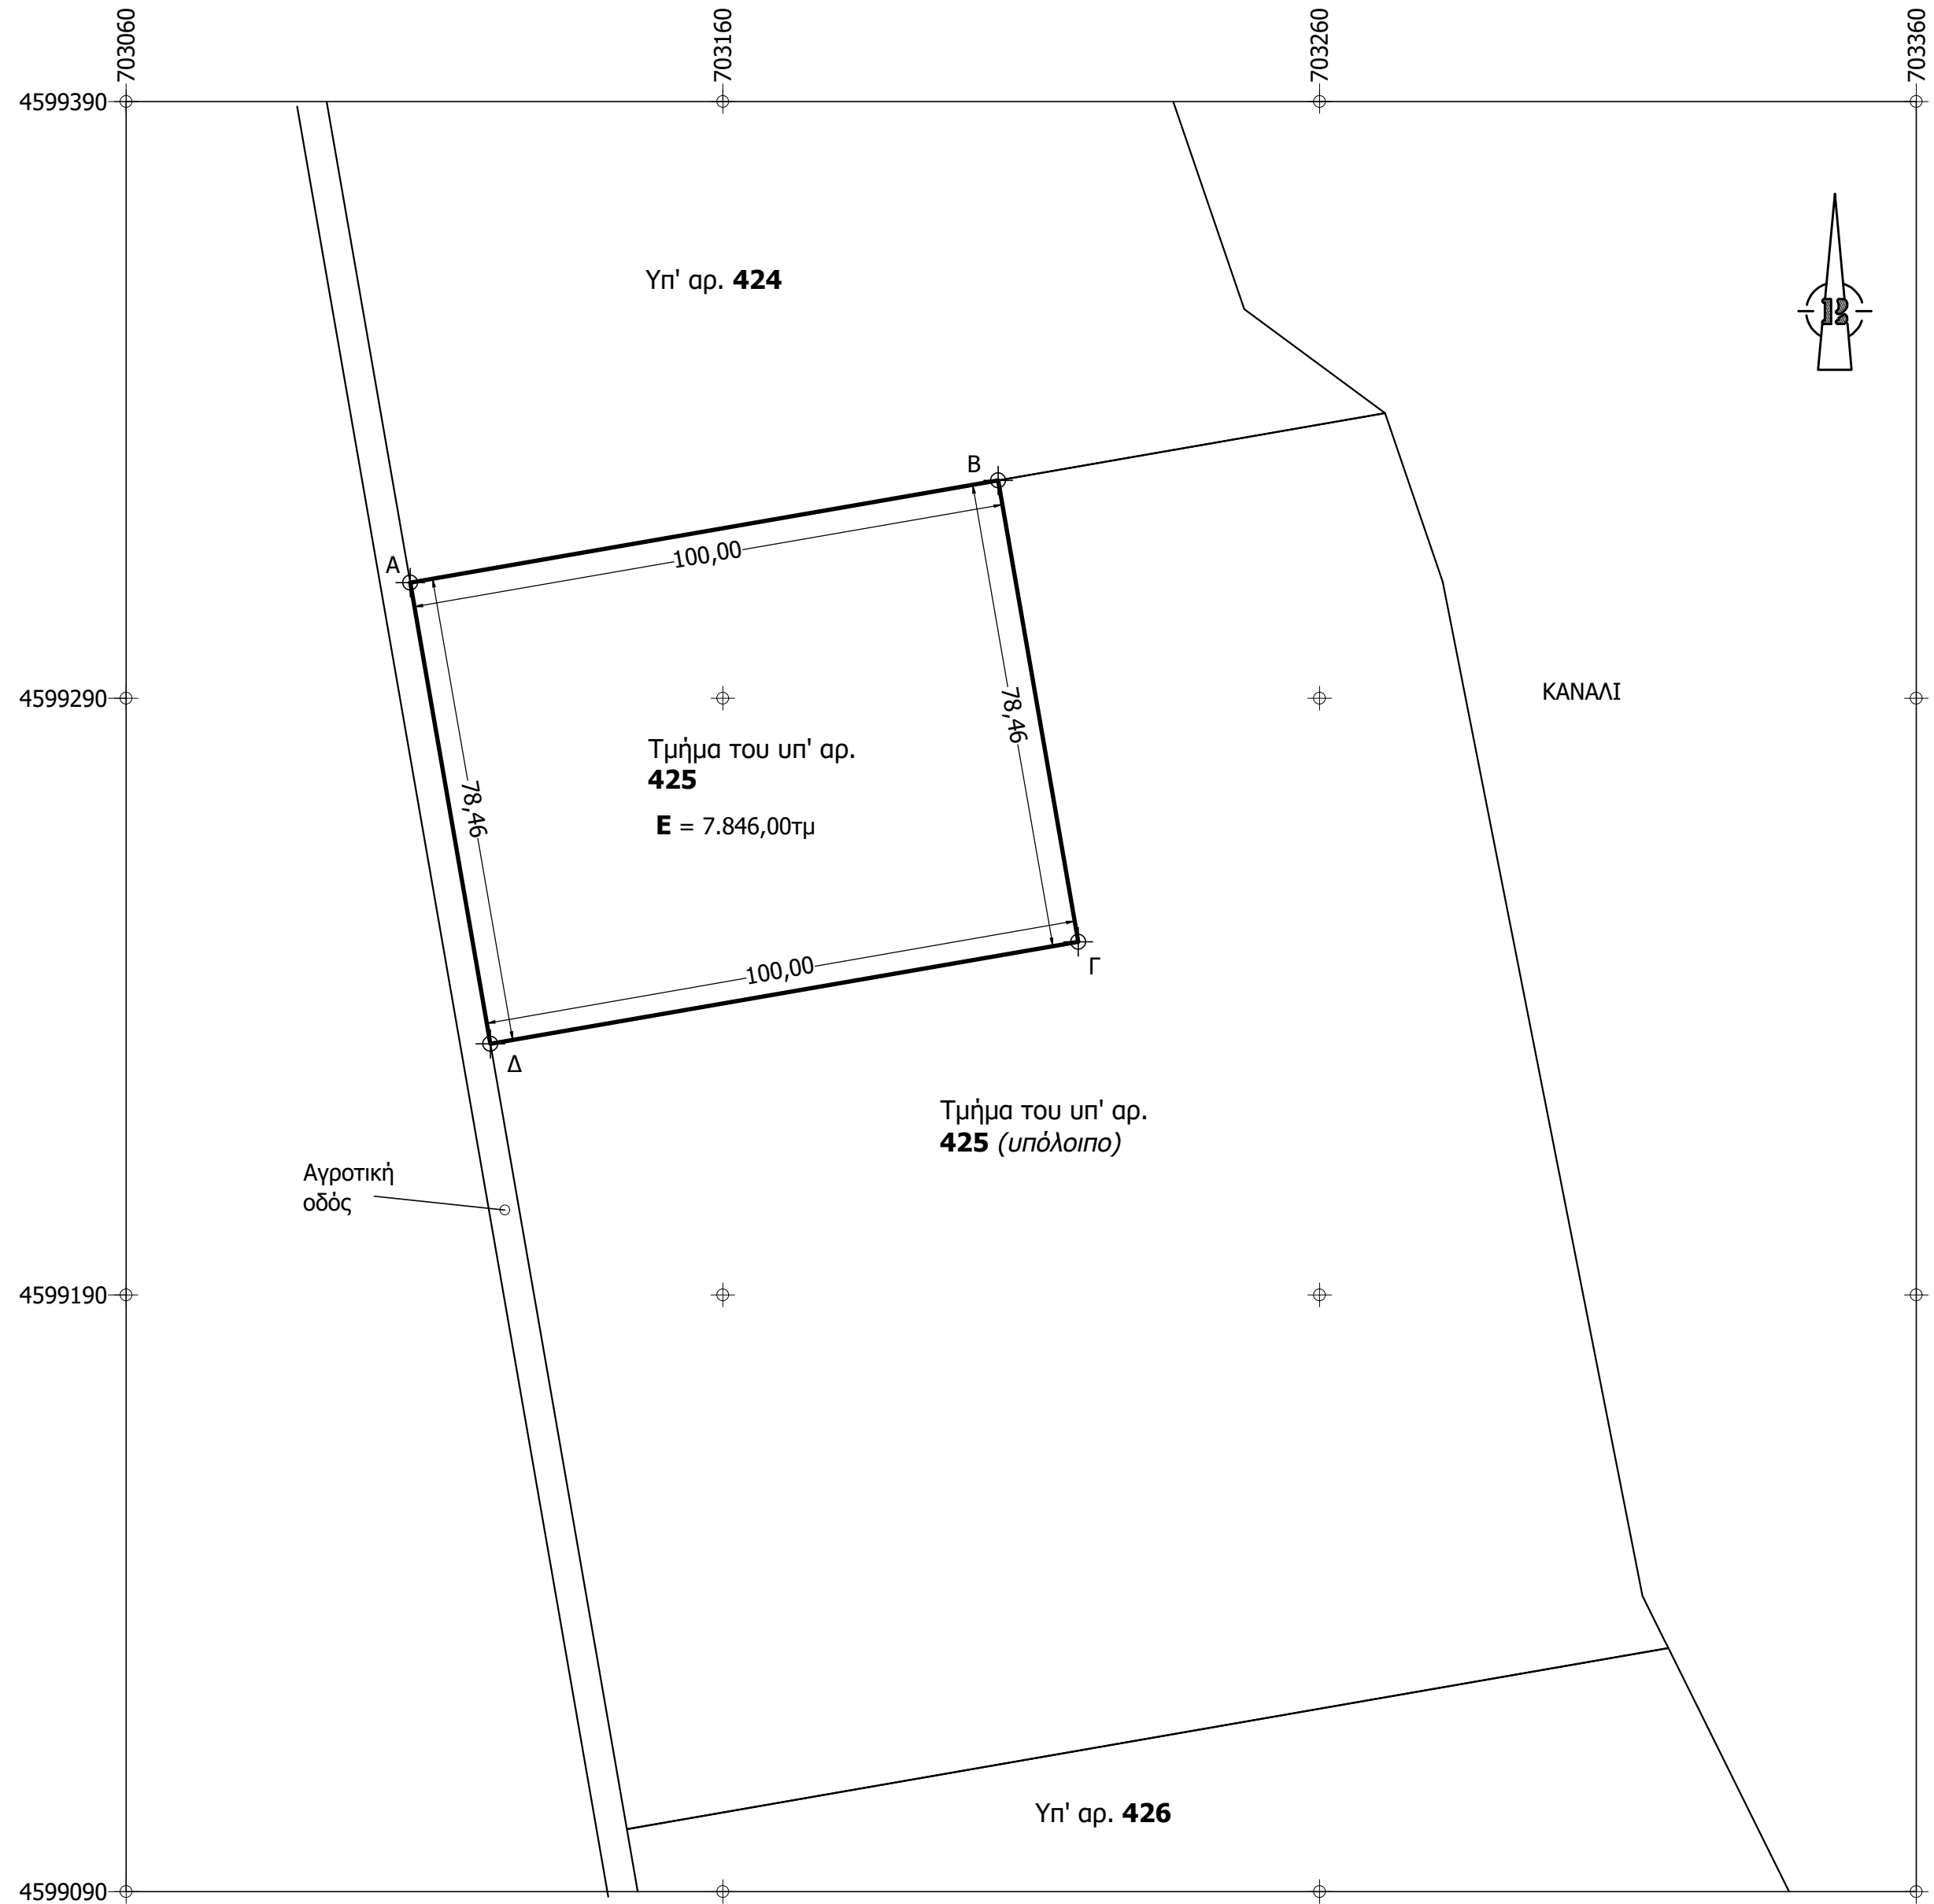 703060
703160
703260
703360
4599390
Υπ' αρ. 424
Β
Β
Α
100,00
4599290
ΚΑΝΑΛΙ
78,46
Τμήμα του υπ' αρ.
425
78,46
Ε = 7.846,00τμ
100,00
Γ
Δ
Τμήμα του υπ' αρ.
425 (υπόλοιπο)
Αγροτική
οδός
4599190
Υπ' αρ. 426
4599090